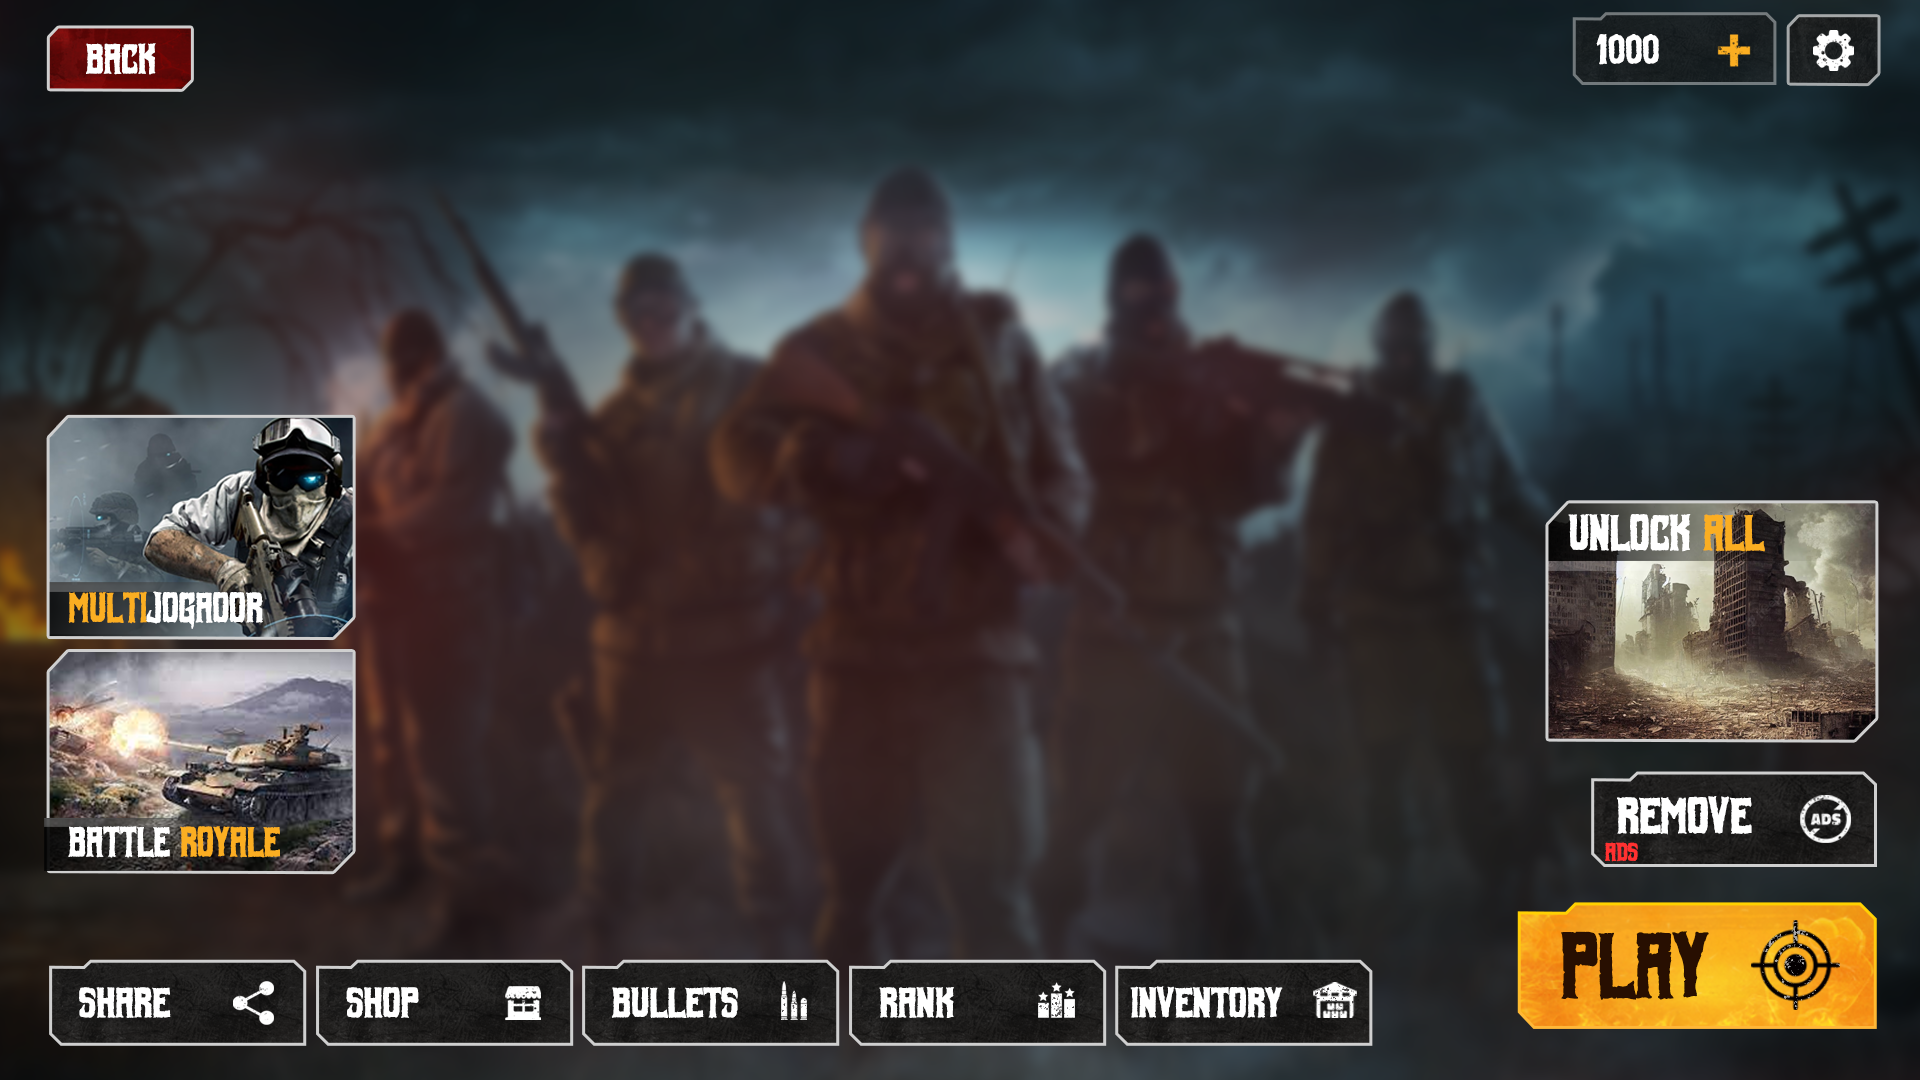 BACK
1000
MULTIJOGADOR
UNLOCK ALL
BATTLE ROYALE
REMOVE
ADS
ADS
PLAY
SHARE
SHOP
BULLETS
RANK
INVENTORY